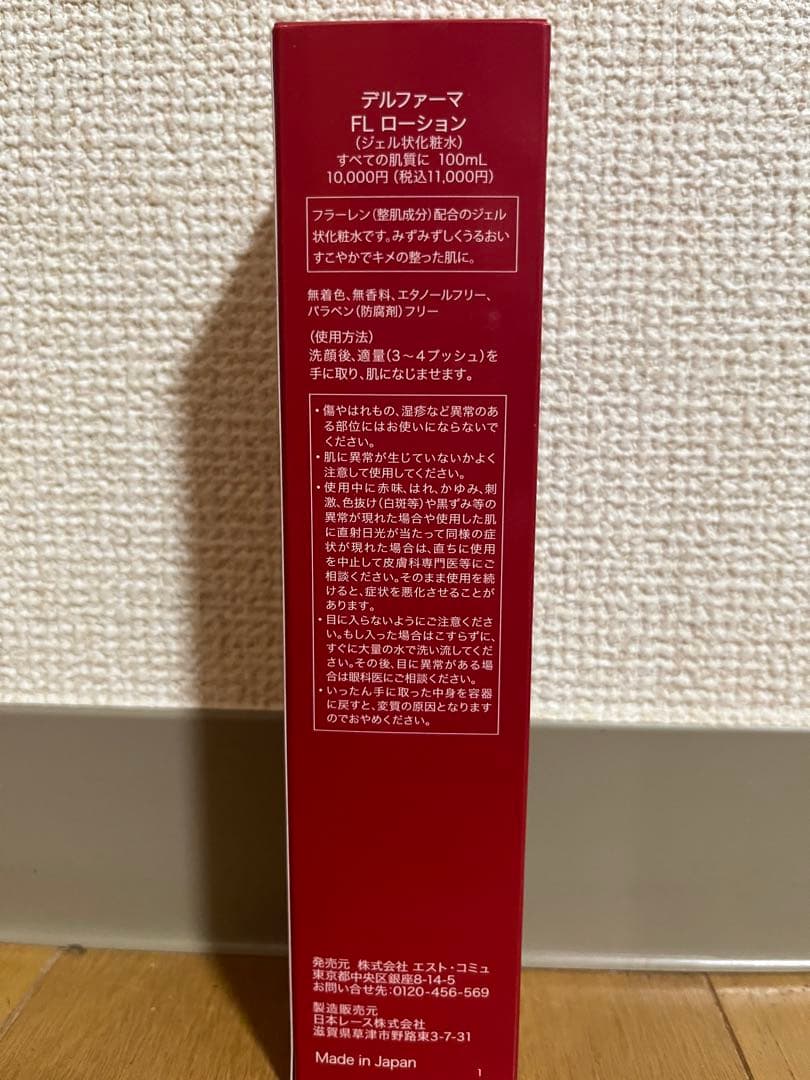 デルファーマ
FL ローション
(ジェル状化粧水)
すべての肌質に 100mL
10,000円(税込11,000円)
フラーレン(整肌成分)配合のジェル
状化粧水です。みずみずしくうるおい
すこやかでキメの整った肌に。
無着色、無香料、エタノールフリー、
パラベン(防腐剤)フリー
(使用方法)
洗顔後、適量(3〜4プッシュ)を
手に取り、肌になじませます。
・傷やはれもの、湿疹など異常のあ
る部位にはお使いにならないで
ください。
・肌に異常が生じていないかよく
注意して使用してください。
・使用中に赤味、はれ、かゆみ、刺
激、色抜け(白斑等)や黒ずみ等の
異常が現れた場合や使用した肌
に直射日光が当たって同様の症
状が現れた場合は、直ちに使用
を中止して皮膚科専門医等にご
相談ください。そのまま使用を続
けると、症状を悪化させることが
あります。
・目に入らないようにご注意くださ
い。もし入った場合はこすらずに、
すぐに大量の水で洗い流してくだ
さい。その後、目に異常がある場
合は眼科医にご相談ください。
・いったん手に取った中身を容器
に戻すと、変質の原因となります
のでおやめください。
発売元 株式会社 エスト・コミュ
東京都中央区銀座8-14-5
お問い合せ先:0120-456-569
製造販売元
日本レース株式会社
滋賀県草津市野路東3-7-31
Made in Japan
1